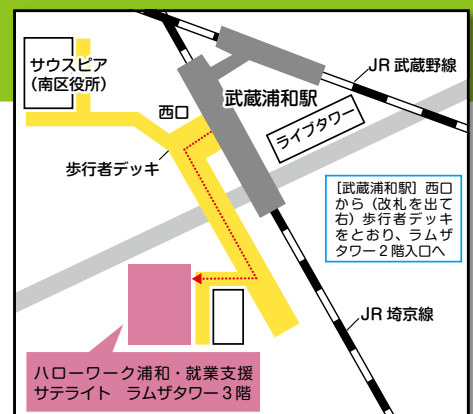 サウスピア
（南区役所）
JR 武蔵野線
西口
武蔵浦和駅
ライブタワー
歩行者デッキ
［武蔵浦和駅］西口
から（改札を出て
右）歩行者デッキ
をとおり、ラムザ
タワー２階入口へ
JR 埼京線
ハローワーク浦和・就業支援
サテライト　ラムザタワー３階